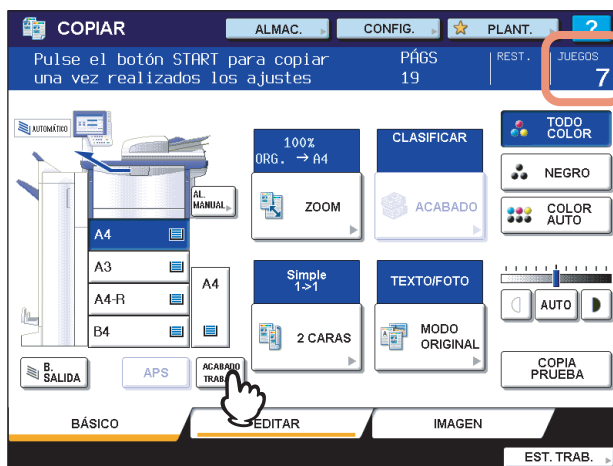 COPIAR
ALMAC.
CONFIG.
PLANT.
?
Pulse el botón START para copiar
una vez realizados los ajustes
PÁGS
19
REST.
JUEGOS
7
AUTOMÁTICO
AL.
MANUAL
A4
A3
A4-R
B4
A4
100%
ORG. → A4
ZOOM
CLASIFICAR
ACABADO
Simple
1->1
2 CARAS
TEXTO/FOTO
MODO
ORIGINAL
TODO
COLOR
NEGRO
COLOR
AUTO
AUTO
COPIA
PRUEBA
B.
SALIDA
APS
ACABADO
BÁSICO
EDITAR
IMAGEN
EST. TRAB.